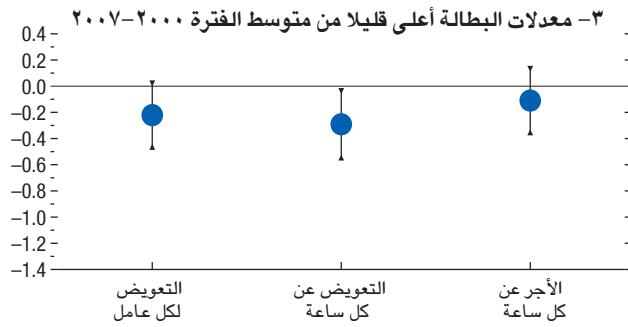 ٣- معدلات البطالة أعلى قليلا من متوسط الفترة ٢٠٠٠-٢٠٠٧
0.4
0.2
0.0
–0.2
–0.4
–0.6
–0.8
–1.0
–1.2
–1.4
الأجر عن
كل ساعة
التعويض عن
كل ساعة
التعويض
لكل عامل